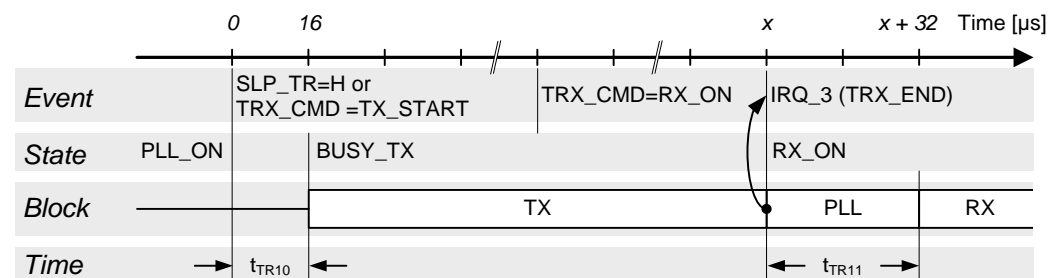 0 16 x x + 32 Time [µs]
Event SLP_TR=H or
TRX_CMD =TX_START TRX_CMD=RX_ON IRQ_3 (TRX_END)
State PLL_ON BUSY_TX RX_ON
Block TX PLL RX
Time tTR10 tTR11